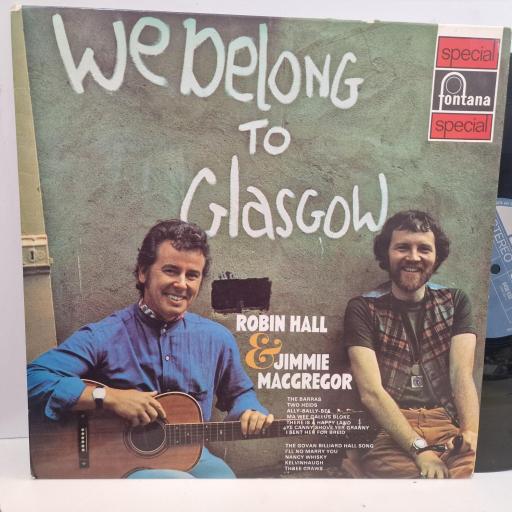 We Belong
To
Glasgow
special
fontana
special
ROBIN HALL
& JIMMIE
MACGREGOR
THE BARRAS
TWO HEIDS
ALLY-BALLY-BEE
MA WEE GALLUS BLOKE
THERE IS A HAPPY LAND
YE CANNY SHOVE YER GRANNY
I SENT HER FOR BREID
THE GOVAN BILLIARD HALL SONG
I'LL NO MARRY YOU
NANCY WHISKY
KELVINHAUGH
THREE CRAWS
STEREO